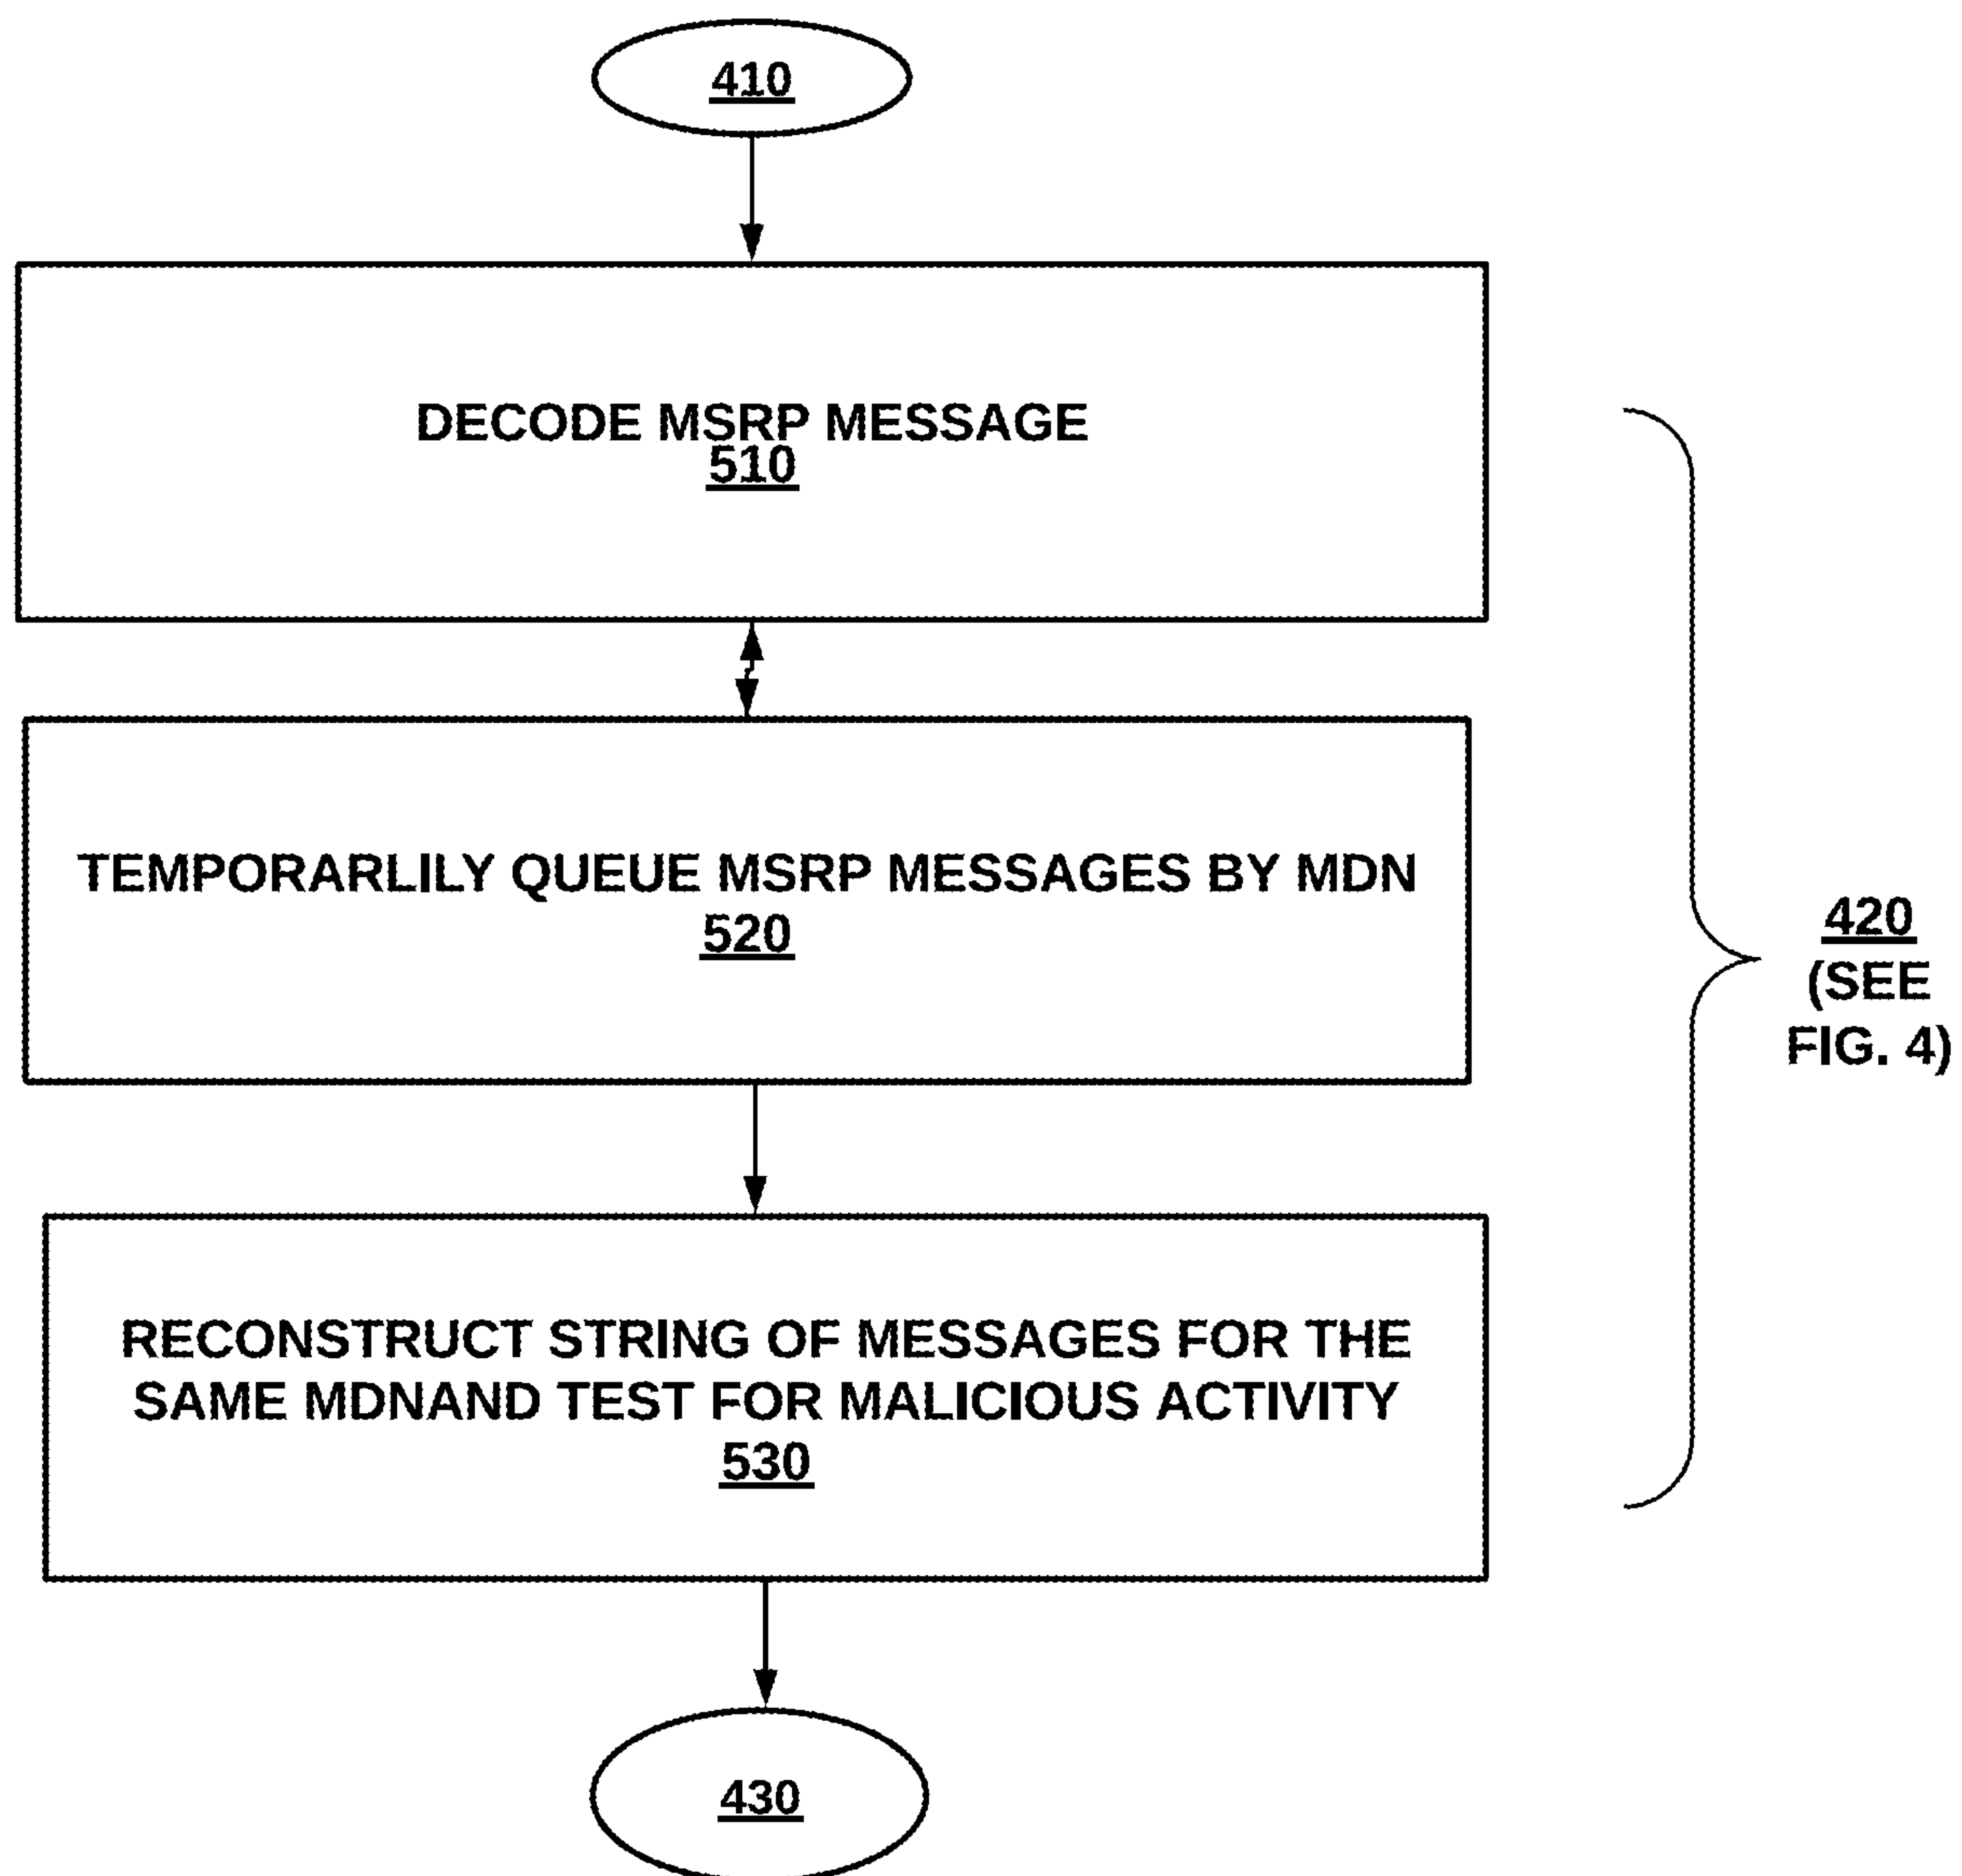 410
DECODE MSRP MESSAGE
510
TEMPORARLILY QUEUE MSRP MESSAGES BY MDN
520
420
(SEE
FIG. 4)
RECONSTRUCT STRING OF MESSAGES FOR THE
SAME MDNAND TEST FOR MALICIOUS ACTIVITY
530
430